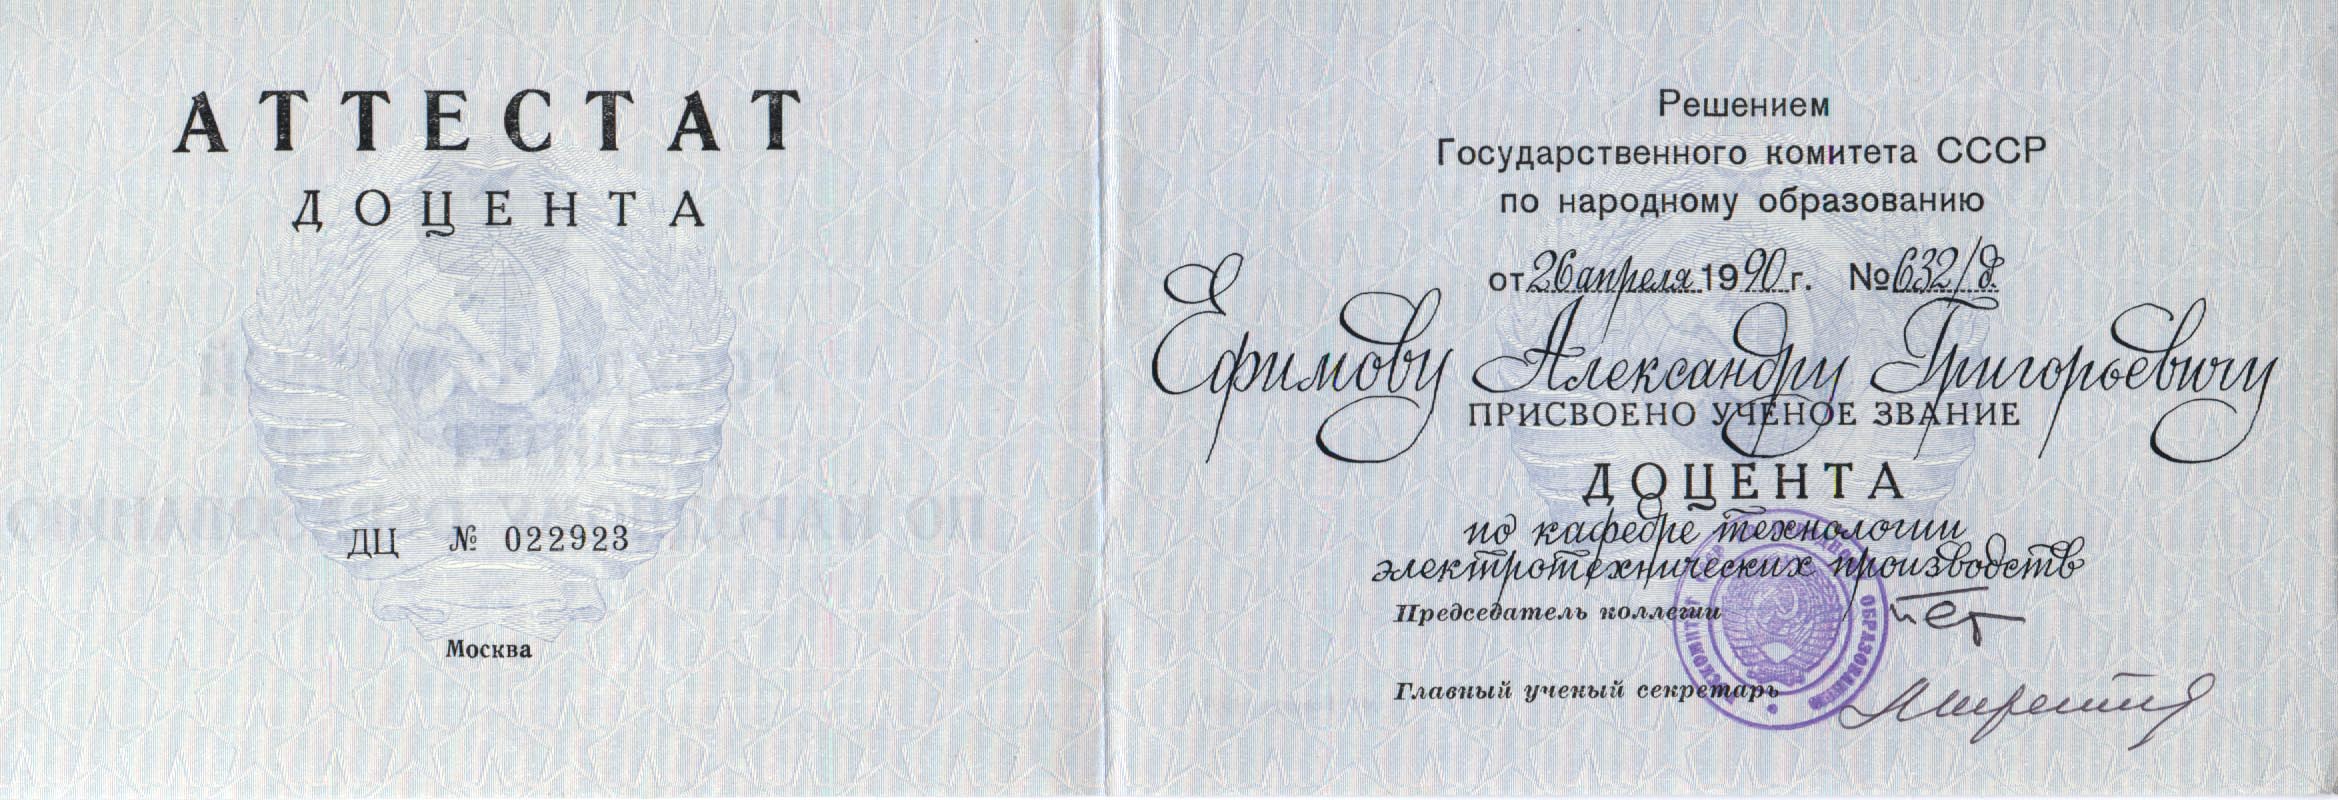 АТТЕСТАТ
ДОЦЕНТА
ДЦ № 022923
Москва
Решением
Государственного комитета СССР
по народному образованию
от 26 апреля 1990 г. № 632/д.
Ефимову Александру Григорьевичу
ПРИСВОЕНО УЧЕНОЕ ЗВАНИЕ
ДОЦЕНТА
по кафедре технологии
электротехнических производств
Председатель коллегии
Главный ученый секретарь